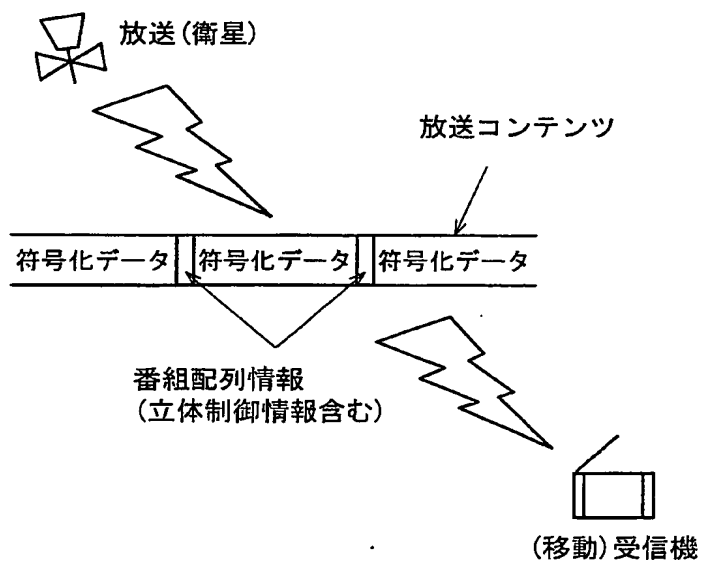 放送(衛星)
放送コンテンツ
符号化データ 符号化データ 符号化データ
番組配列情報
(立体制御情報含む)
(移動)受信機